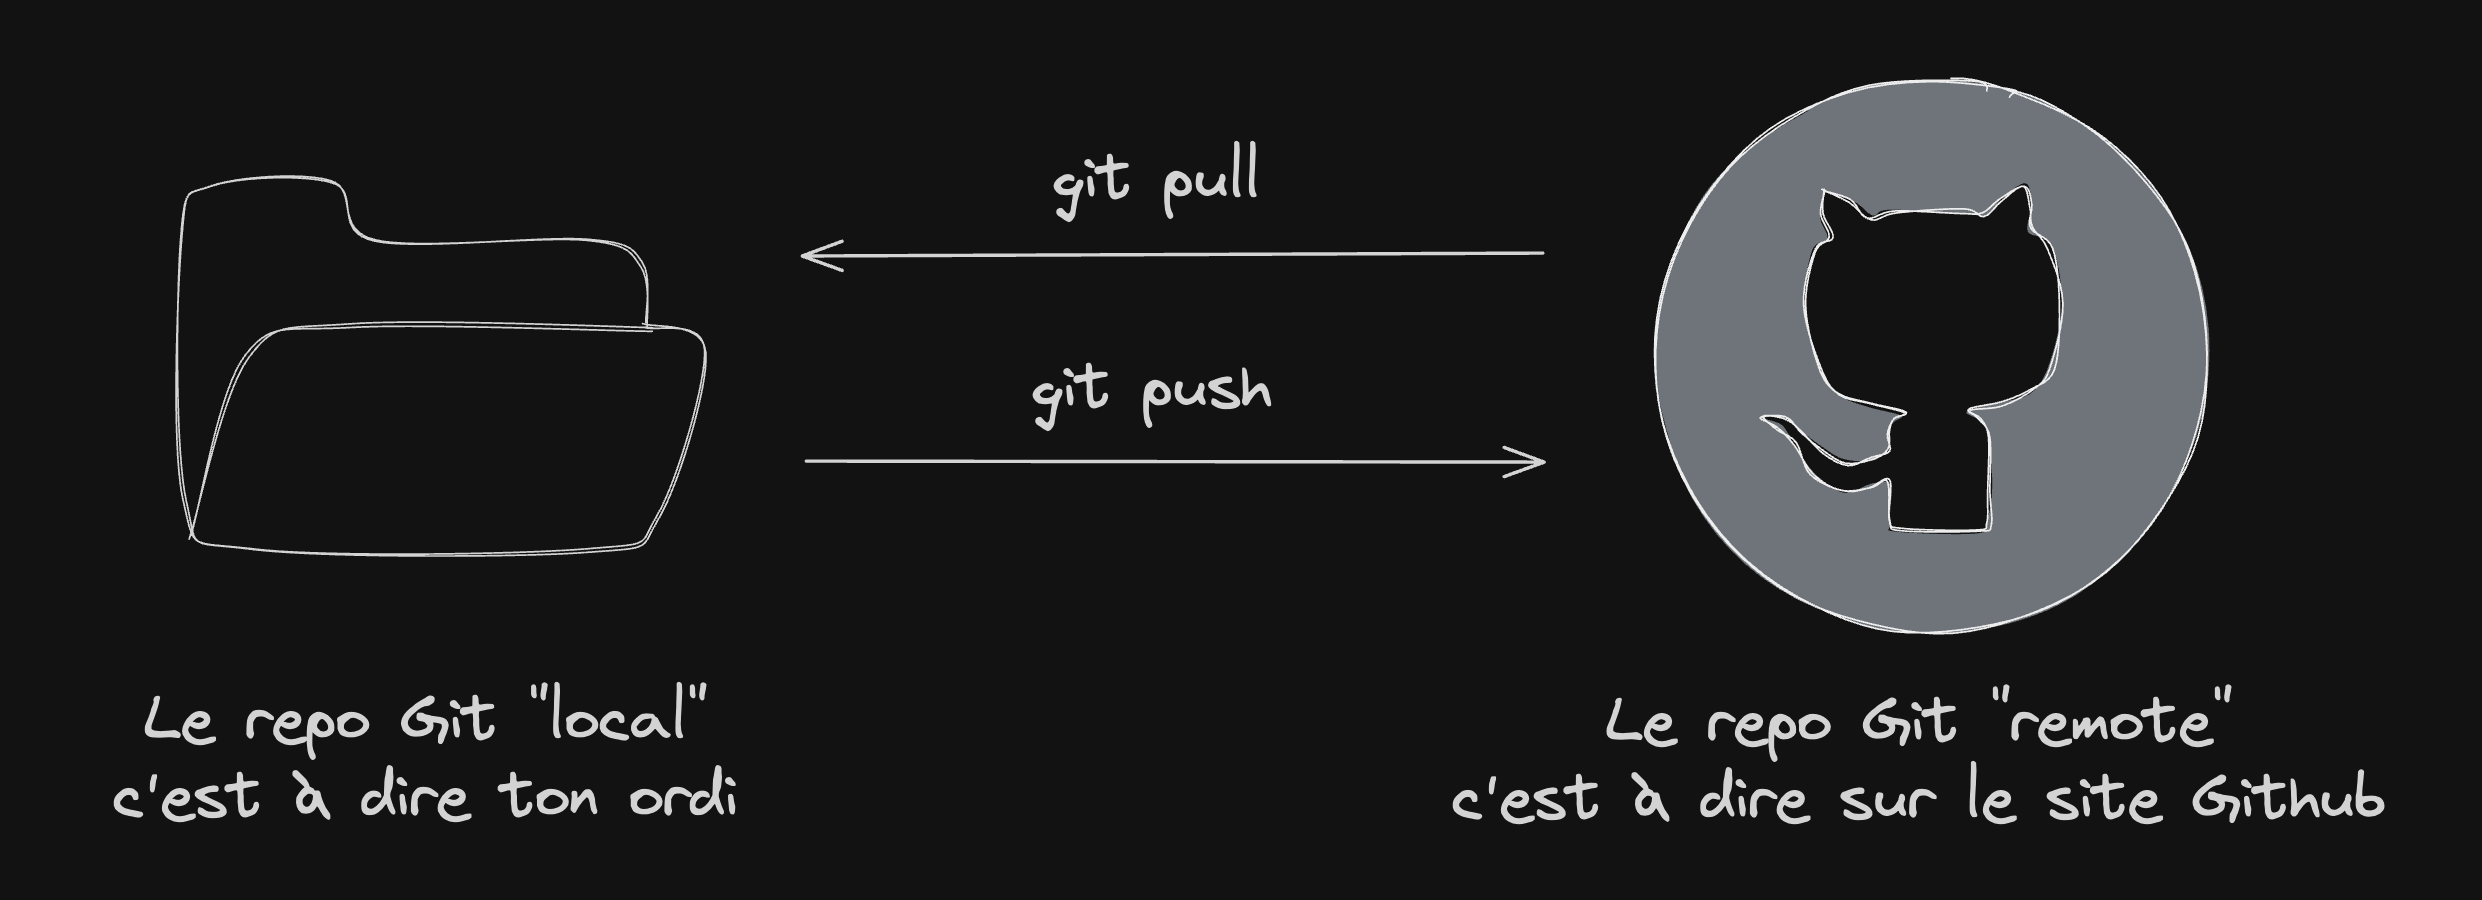 git pull
git push
Le repo Git "local"
c'est à dire ton ordi
Le repo Git "remote"
c'est à dire sur le site Github